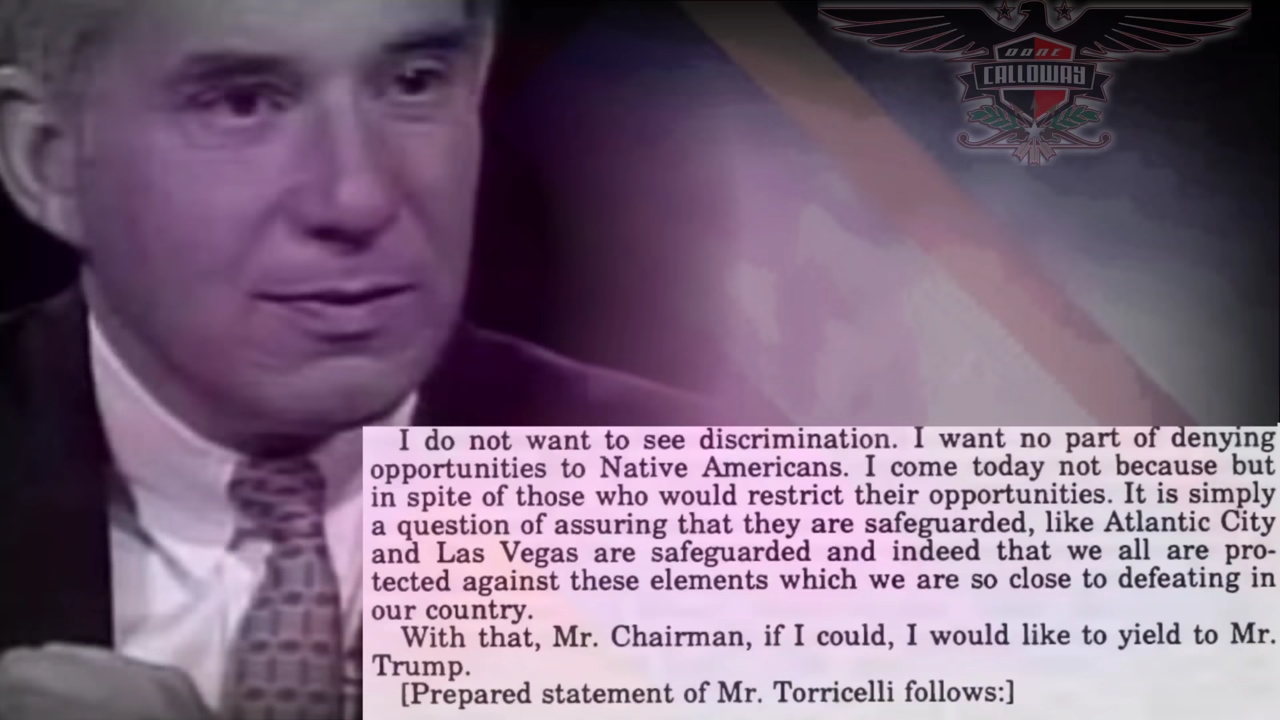 DOAE
CALLOWAY
I do not want to see discrimination. I want no part of denying
opportunities to Native Americans. I come today not because but
in spite of those who would restrict their opportunities. It is simply
a question of assuring that they are safeguarded, like Atlantic City
and Las Vegas are safeguarded and indeed that we all are pro-
tected against these elements which we are so close to defeating in
our country.
With that, Mr. Chairman, if I could, I would like to yield to Mr.
Trump.
[Prepared statement of Mr. Torricelli follows:]